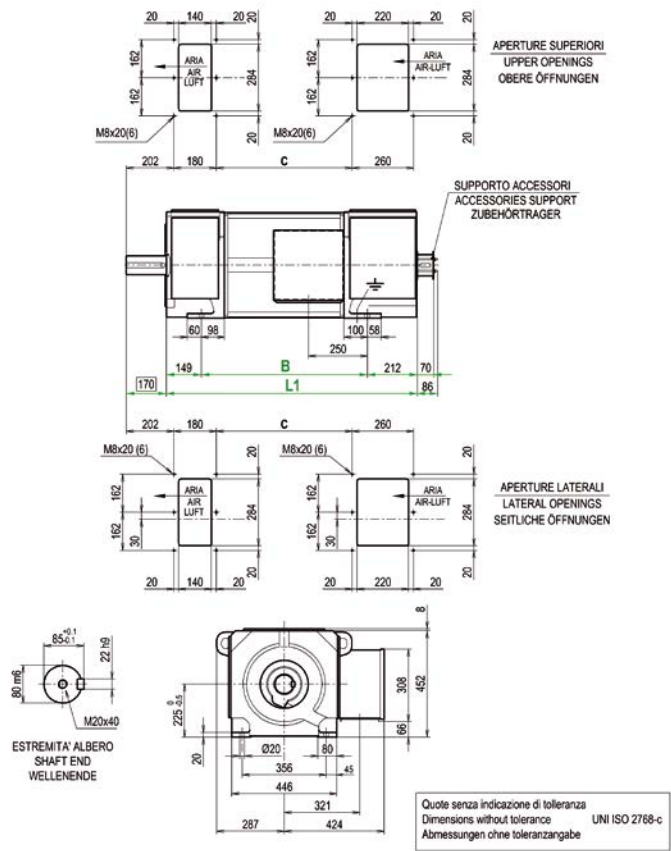 20 140 20 20
20 220 20 20
162 162 284 20
ARIA
AIR
LUFT
162 162 284 20
ARIA
AIR-LUFT
APERTURE SUPERIORI
UPPER OPENINGS
OBERE ÖFFNUNGEN
M8x20(6)
M8x20(6)
202 180 C 260
SUPPORTO ACCESSORI
ACCESSORIES SUPPORT
ZUBEHÖRTRAGER
60 98 100 58
250
149 B 212 70
170 L1 86
202 180 C 260
M8x20 (6)
M8x20 (6)
20 20
162 162 30 284 20
ARIA
AIR
LUFT
162 162 30 284 20
ARIA
AIR-LUFT
APERTURE LATERALI
LATERAL OPENINGS
SEITLICHE ÖFFNUNGEN
20 140 20
20 220 20
85 +0.1 -0.1
22 h9
80 m6
M20x40
ESTREMITA' ALBERO
SHAFT END
WELLENENDE
8
308 452
225 0 -0.5
66
20
Ø20 80
356 45
446
321
287 424
Quote senza indicazione di tolleranza
Dimensions without tolerance UNI ISO 2768-c
Abmessungen ohne toleranzangabe